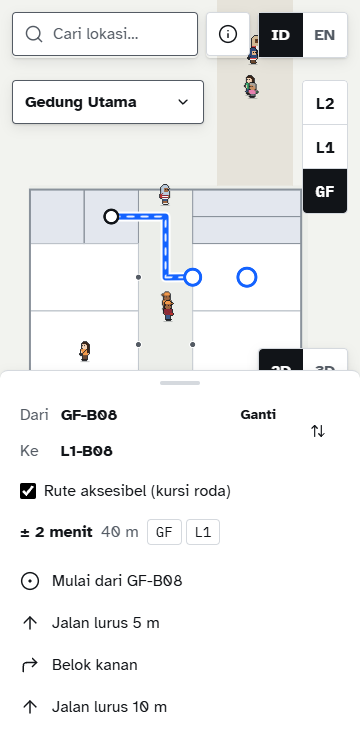 Cari lokasi...
ID
EN
Gedung Utama
L2
L1
GF
Dari GF-B08
Ganti
Ke L1-B08
Rute aksesibel (kursi roda)
± 2 menit 40 m GF L1
Mulai dari GF-B08
Jalan lurus 5 m
Belok kanan
Jalan lurus 10 m